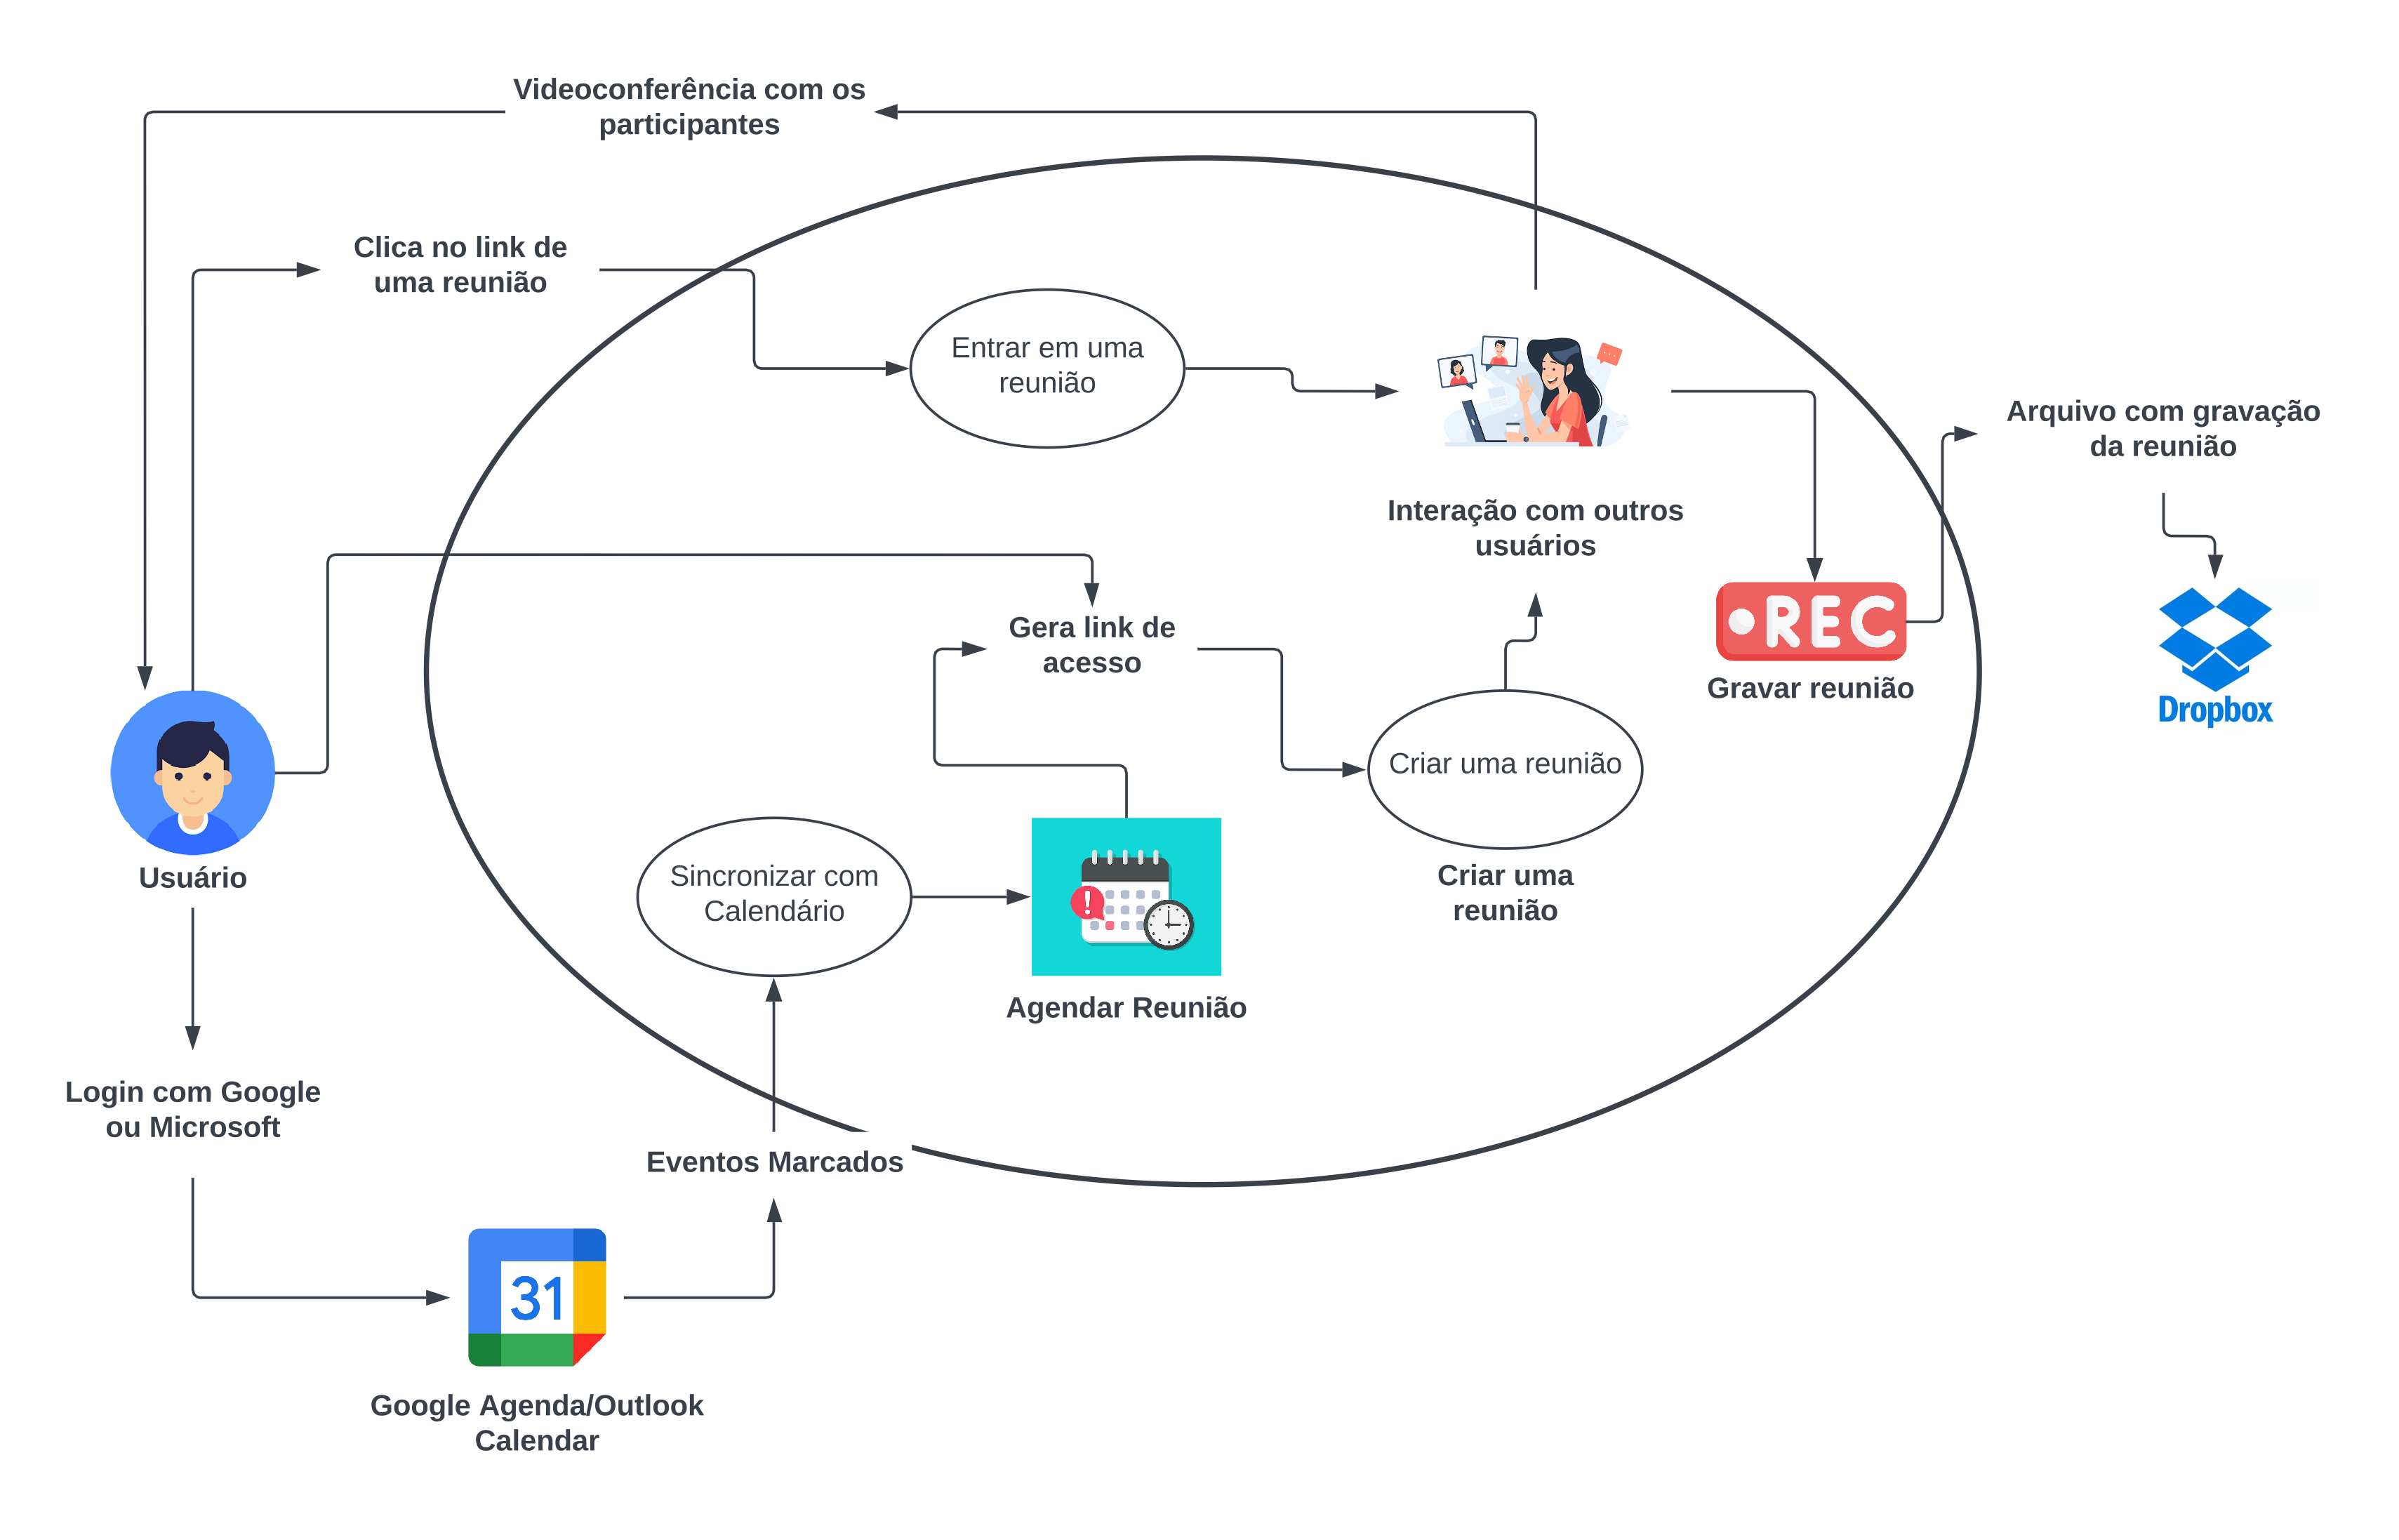 Videoconferência com os
participantes
Clica no link de
uma reunião
Entrar em uma
reunião
Arquivo com gravação
da reunião
Interação com outros
usuários
REC
Gravar reunião
Dropbox
Gera link de
acesso
Criar uma reunião
Criar uma
reunião
Usuário
Sincronizar com
Calendário
Agendar Reunião
Login com Google
ou Microsoft
Eventos Marcados
31
Google Agenda/Outlook
Calendar